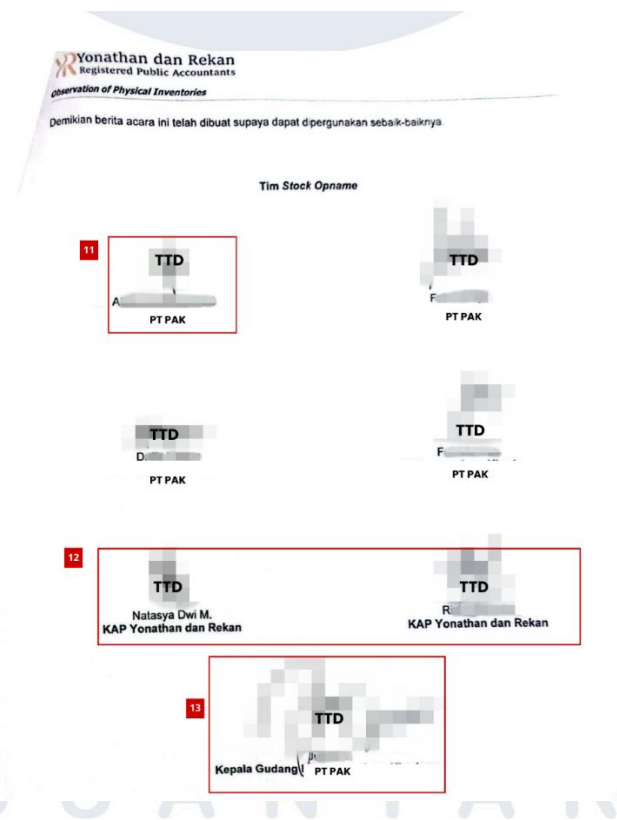 Yonathan dan Rekan
Registered Public Accountants
Observation of Physical Inventories
Demikian berita acara ini telah dibuat supaya dapat dipergunakan sebaik-baiknya.
Tim Stock Opname
11
TTD
TTD
A
F
PT PAK
PT PAK
TTD
TTD
D
F
PT PAK
PT PAK
12
TTD
TTD
Natasya Dwi M.
R
KAP Yonathan dan Rekan
KAP Yonathan dan Rekan
13
TTD
Kepala Gudang
PT PAK